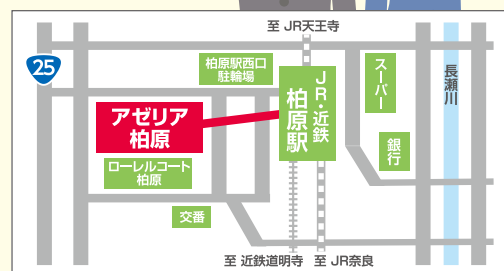 至 JR天王寺
25
柏原駅西口
駐輪場
スーパー
長瀬川
JR・近鉄
柏原駅
アゼリア
柏原
銀行
ローレルコート
柏原
交番
至 近鉄道明寺
至 JR奈良